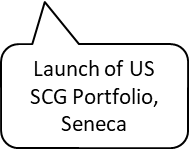 Launch of US
SCG Portfolio,
Seneca